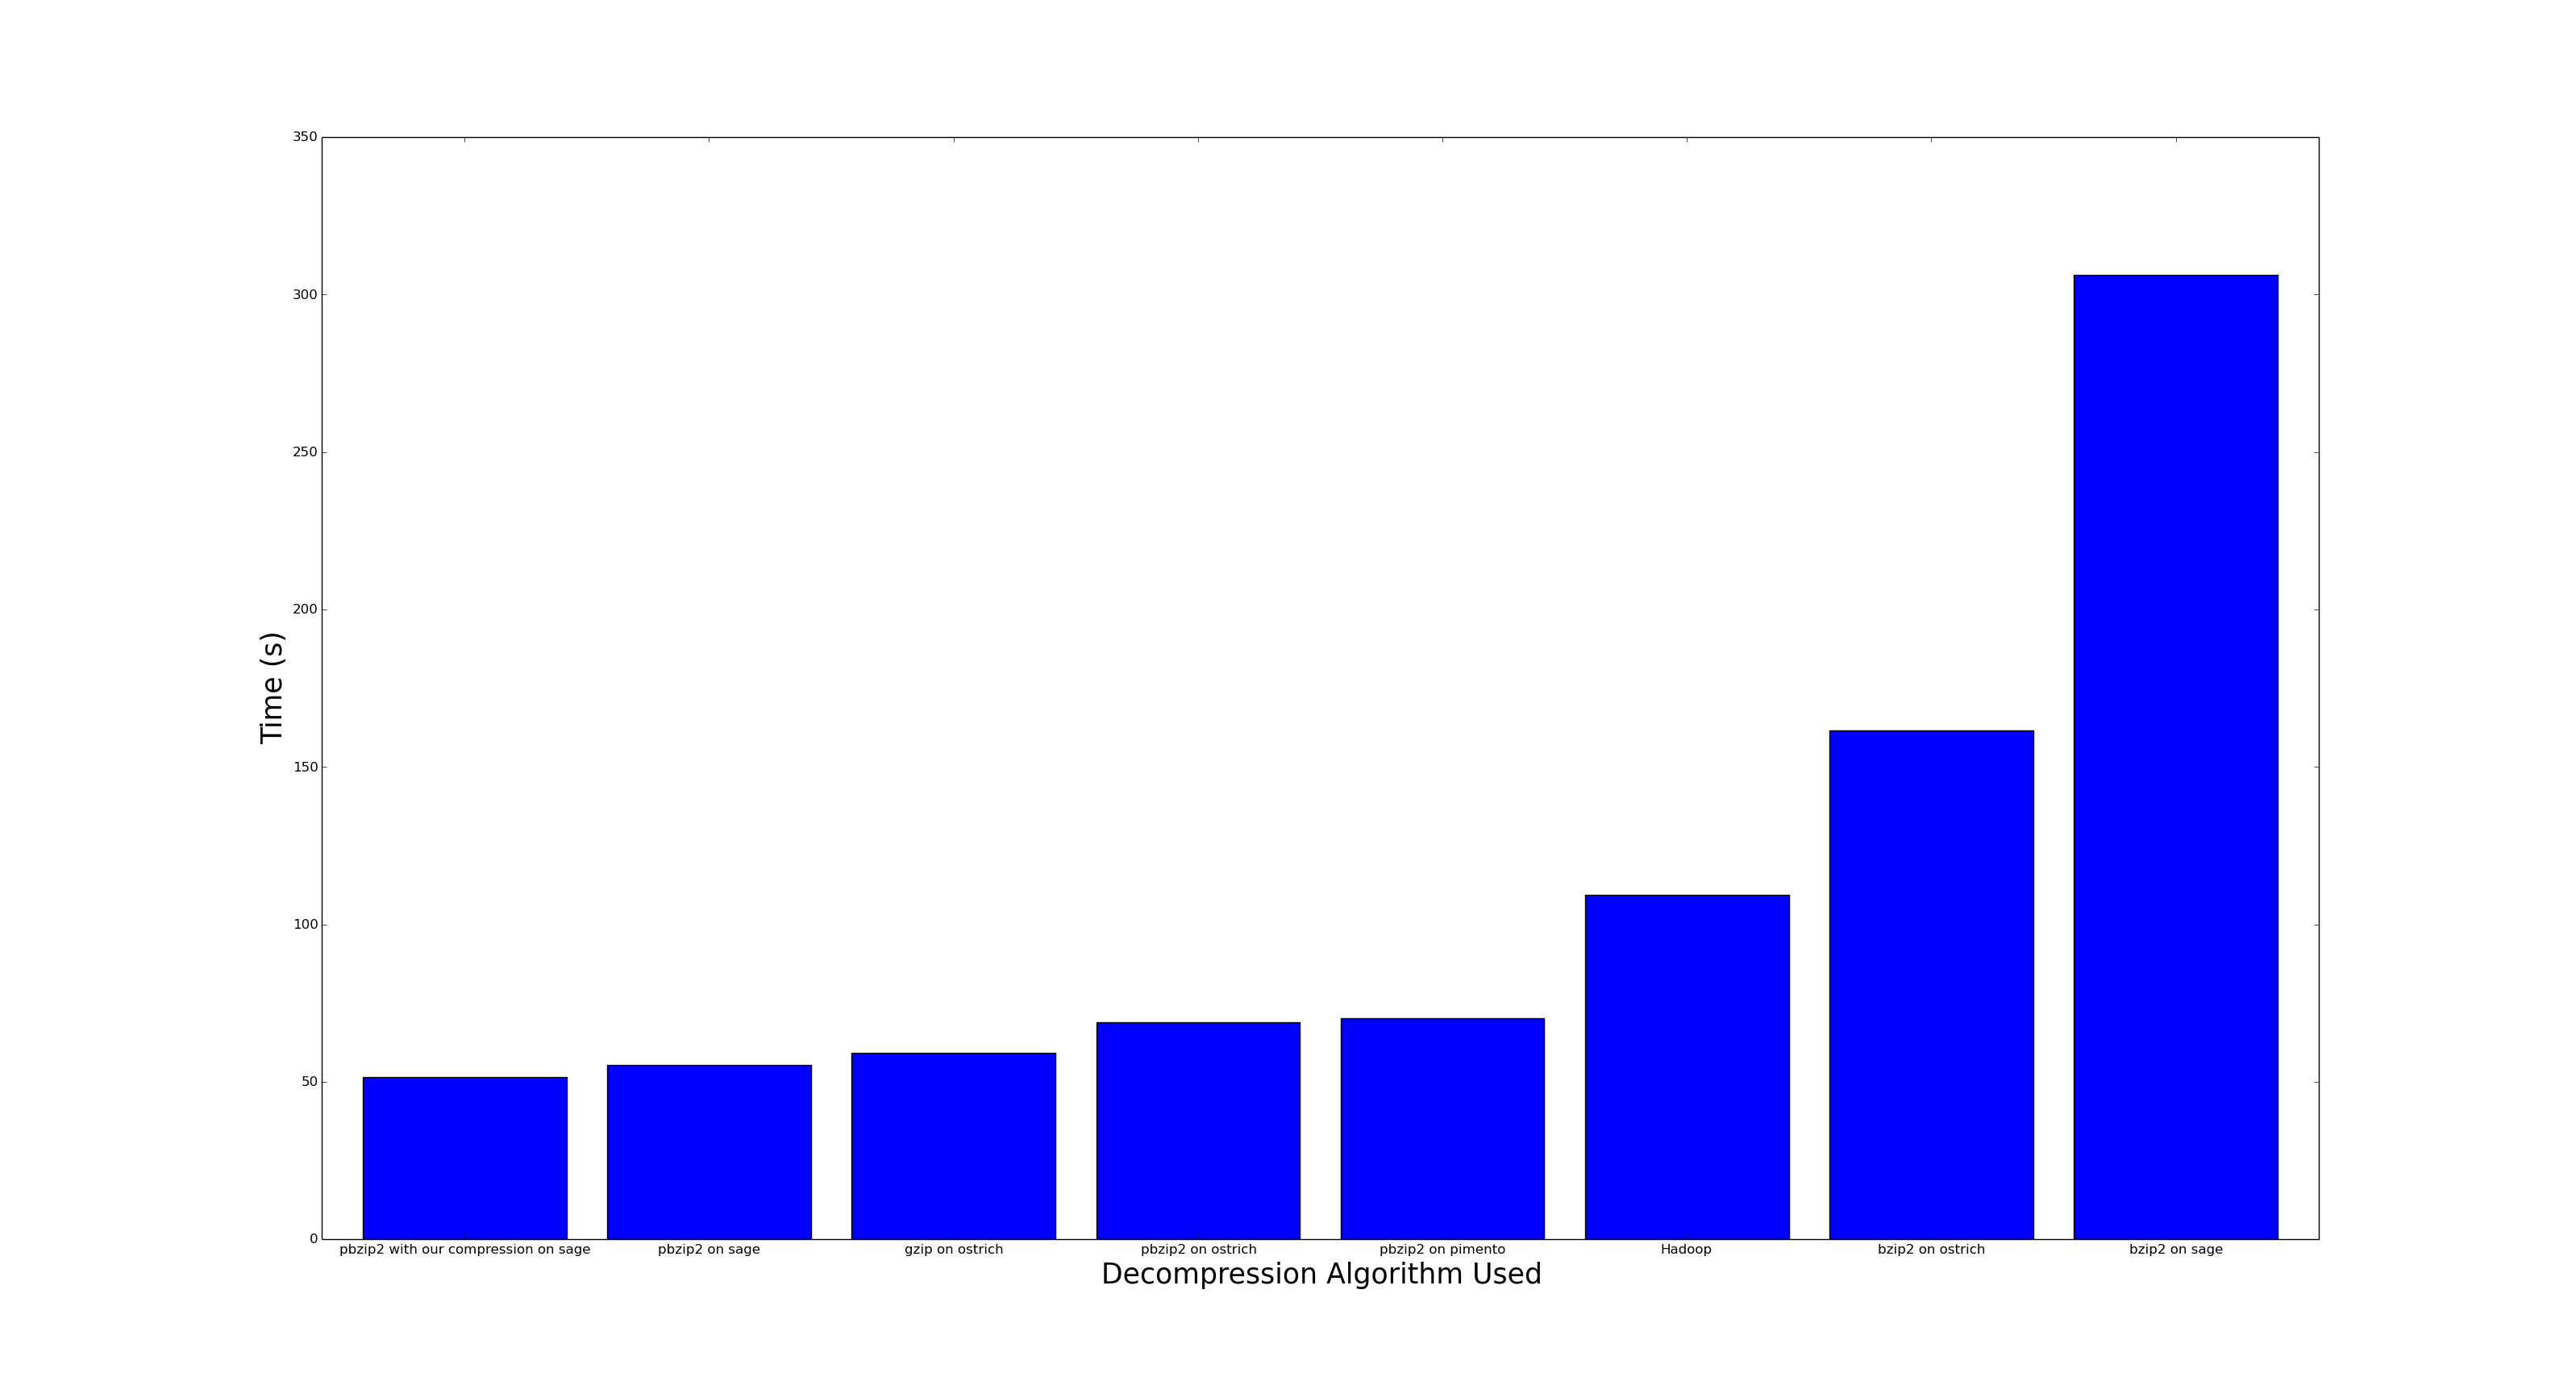 350
300
250
200
150
100
50
0
Time (s)
pbzip2 with our compression on sage
pbzip2 on sage
gzip on ostrich
pbzip2 on ostrich
pbzip2 on pimento
Hadoop
bzip2 on ostrich
bzip2 on sage
Decompression Algorithm Used